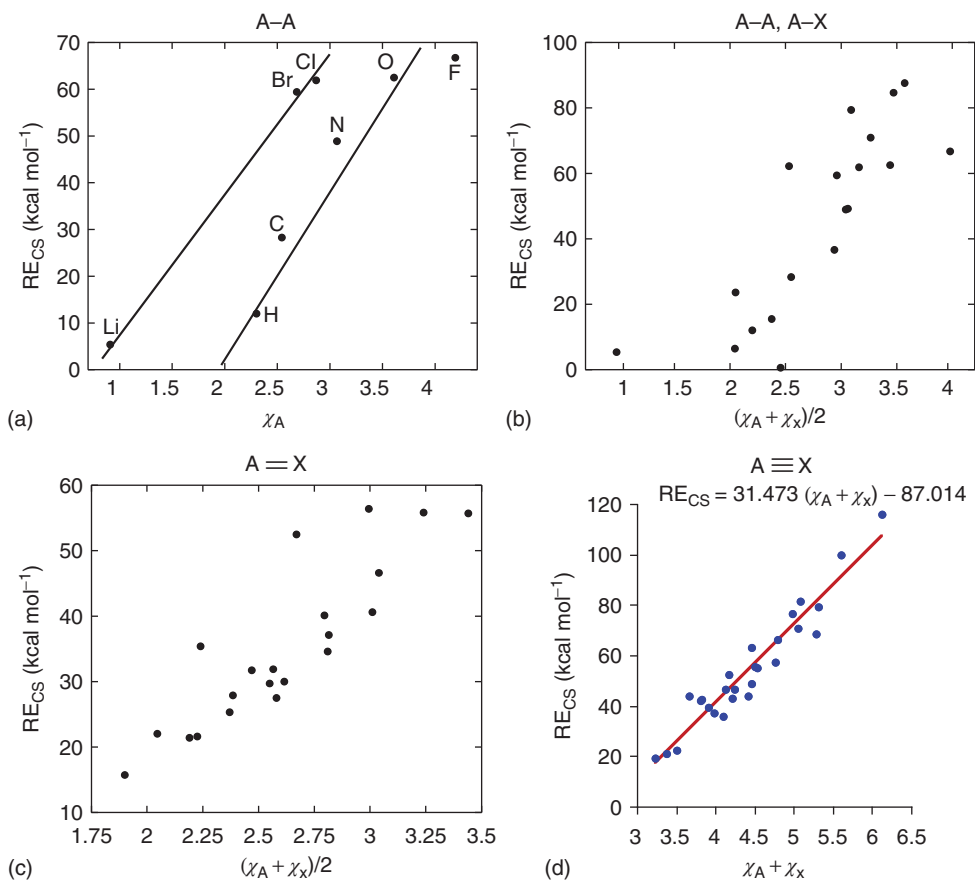 A–A
70
60
50
40
30
20
10
0
RE_CS (kcal mol⁻¹)
Li
Br
Cl
O
F
N
C
H
1
2
2.5
3
3.5
4
χ_A
(a)
A–A, A–X
100
80
60
40
20
0
RE_CS (kcal mol⁻¹)
1
2
2.5
3
3.5
4
(χ_A + χ_x)/2
(b)
A═X
60
50
40
30
20
10
RE_CS (kcal mol⁻¹)
1.75
2
2.25
2.5
2.75
3
3.25
3.5
(χ_A + χ_x)/2
(c)
A≡X
RE_CS = 31.473 (χ_A + χ_x) − 87.014
120
100
80
60
40
20
0
RE_CS (kcal mol⁻¹)
3
3.5
4
4.5
5
5.5
6
6.5
χ_A + χ_x
(d)